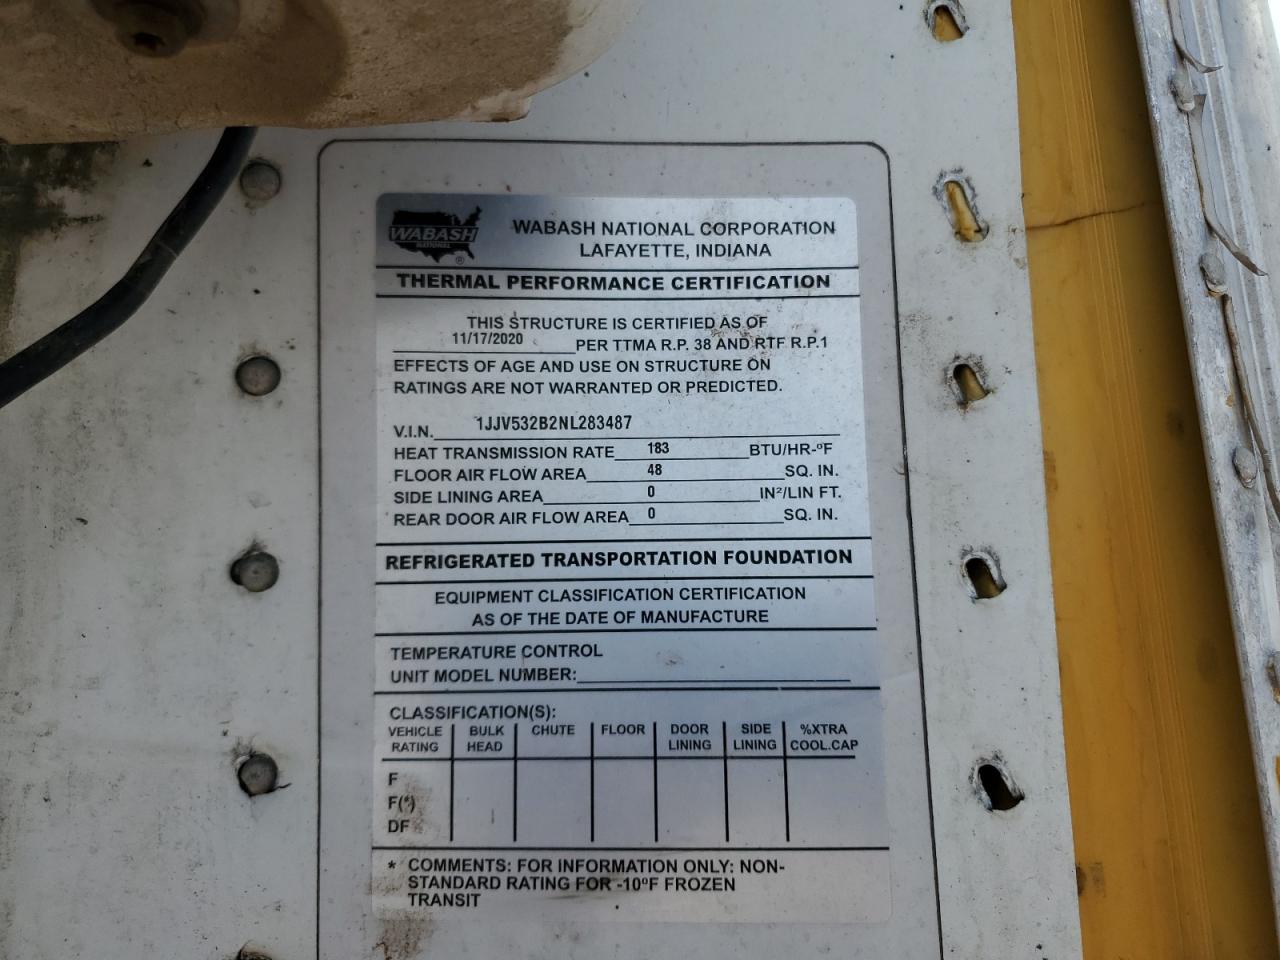 WABASH
NATIONAL
®
WABASH NATIONAL CORPORATION
LAFAYETTE, INDIANA
THERMAL PERFORMANCE CERTIFICATION
THIS STRUCTURE IS CERTIFIED AS OF
11/17/2020 PER TTMA R.P. 38 AND RTF R.P.1
EFFECTS OF AGE AND USE ON STRUCTURE ON
RATINGS ARE NOT WARRANTED OR PREDICTED.
V.I.N. 1JJV532B2NL283487
HEAT TRANSMISSION RATE 183 BTU/HR-ºF
FLOOR AIR FLOW AREA 48 SQ. IN.
SIDE LINING AREA 0 IN²/LIN FT.
REAR DOOR AIR FLOW AREA 0 SQ. IN.
REFRIGERATED TRANSPORTATION FOUNDATION
EQUIPMENT CLASSIFICATION CERTIFICATION
AS OF THE DATE OF MANUFACTURE
TEMPERATURE CONTROL
UNIT MODEL NUMBER:
CLASSIFICATION(S):
VEHICLE BULK CHUTE FLOOR DOOR SIDE %XTRA
RATING HEAD LINING LINING COOL.CAP
F
F(*)
DF
* COMMENTS: FOR INFORMATION ONLY: NON-
STANDARD RATING FOR -10ºF FROZEN
TRANSIT